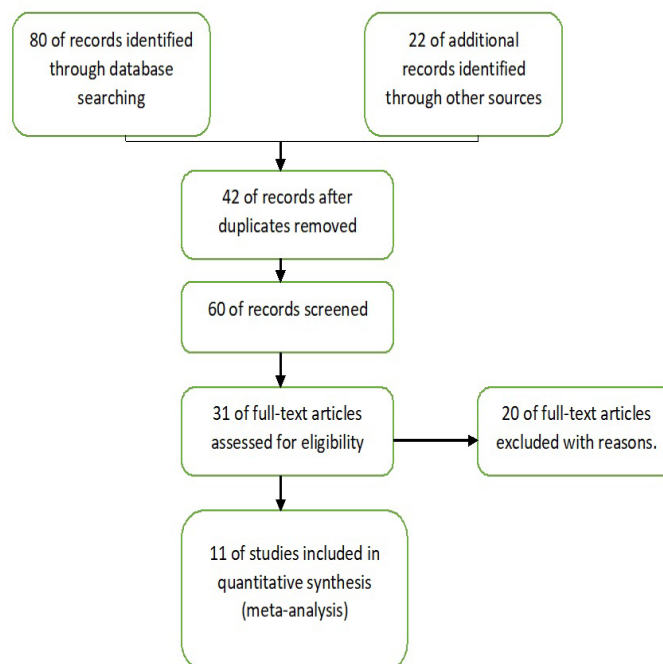 80 of records identified
through database
searching
22 of additional
records identified
through other sources
42 of records after
duplicates removed
60 of records screened
31 of full-text articles
assessed for eligibility
20 of full-text articles
excluded with reasons.
11 of studies included in
quantitative synthesis
(meta-analysis)